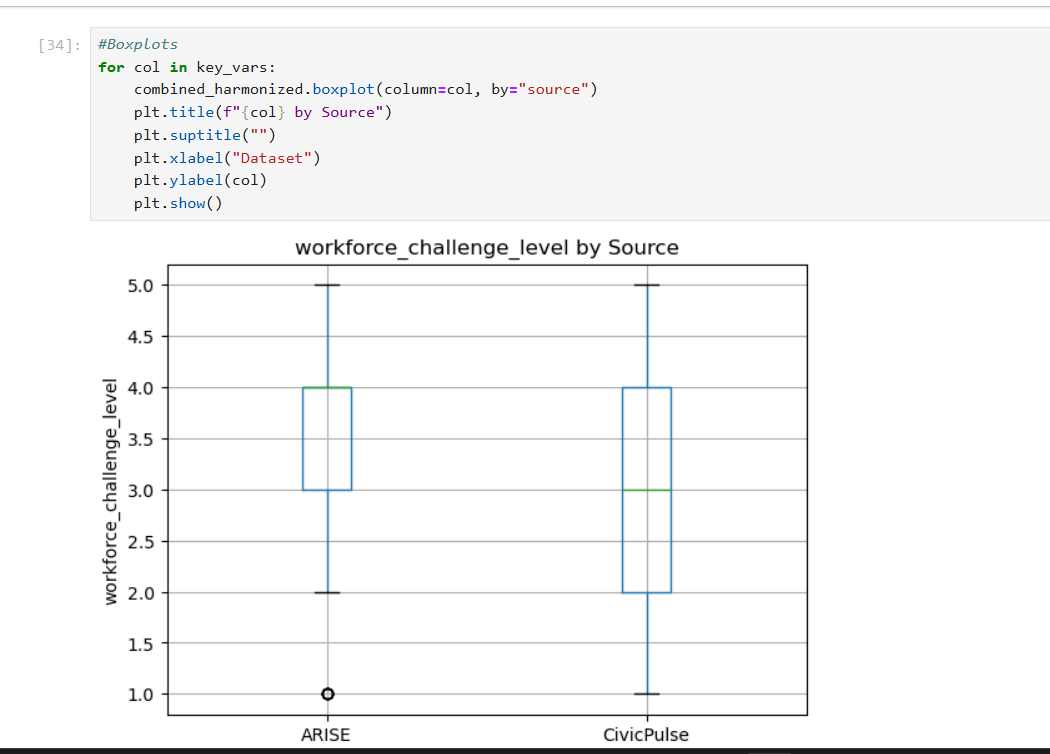 [34]: #Boxplots
for col in key_vars:
    combined_harmonized.boxplot(column=col, by="source")
    plt.title(f"{col} by Source")
    plt.suptitle("")
    plt.xlabel("Dataset")
    plt.ylabel(col)
    plt.show()
workforce_challenge_level by Source
workforce_challenge_level
5.0
4.5
4.0
3.5
3.0
2.5
2.0
1.5
1.0
ARISE CivicPulse